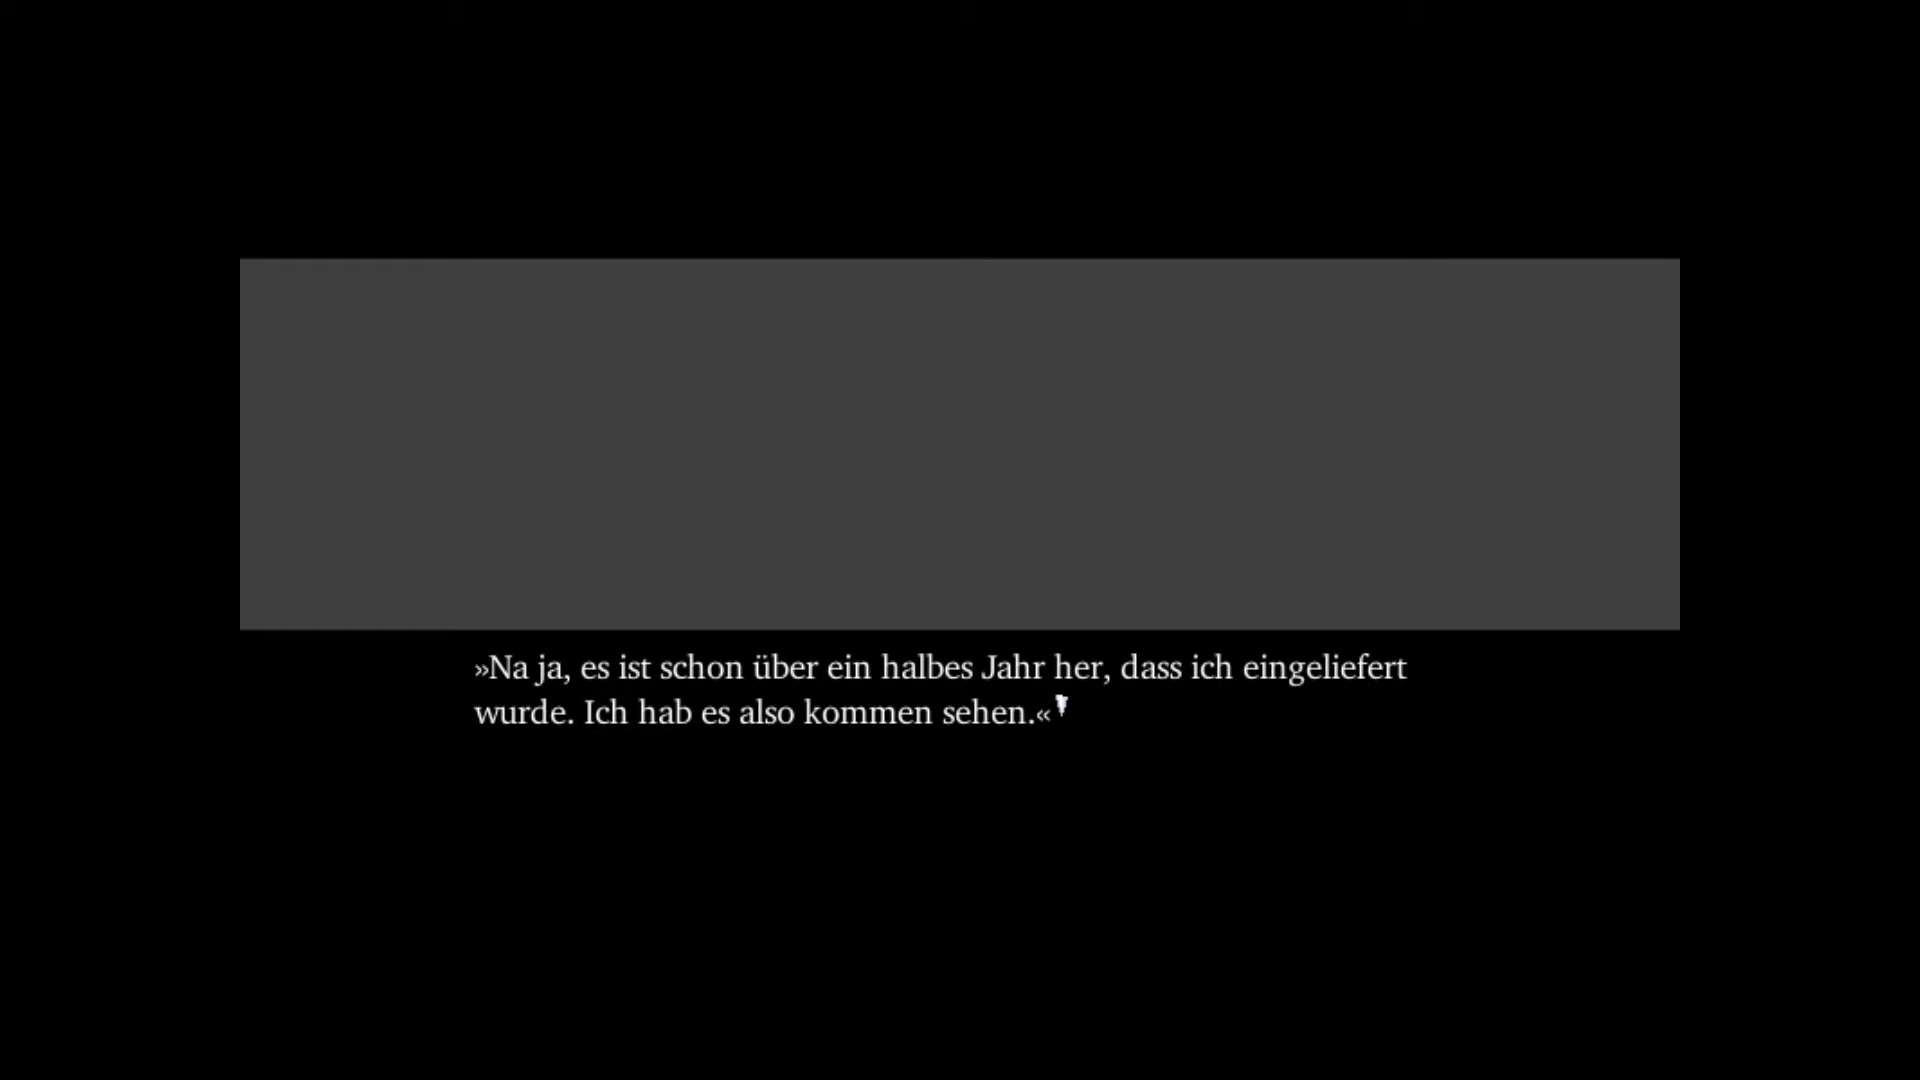 »Na ja, es ist schon über ein halbes Jahr her, dass ich eingeliefert
wurde. Ich hab es also kommen sehen.«